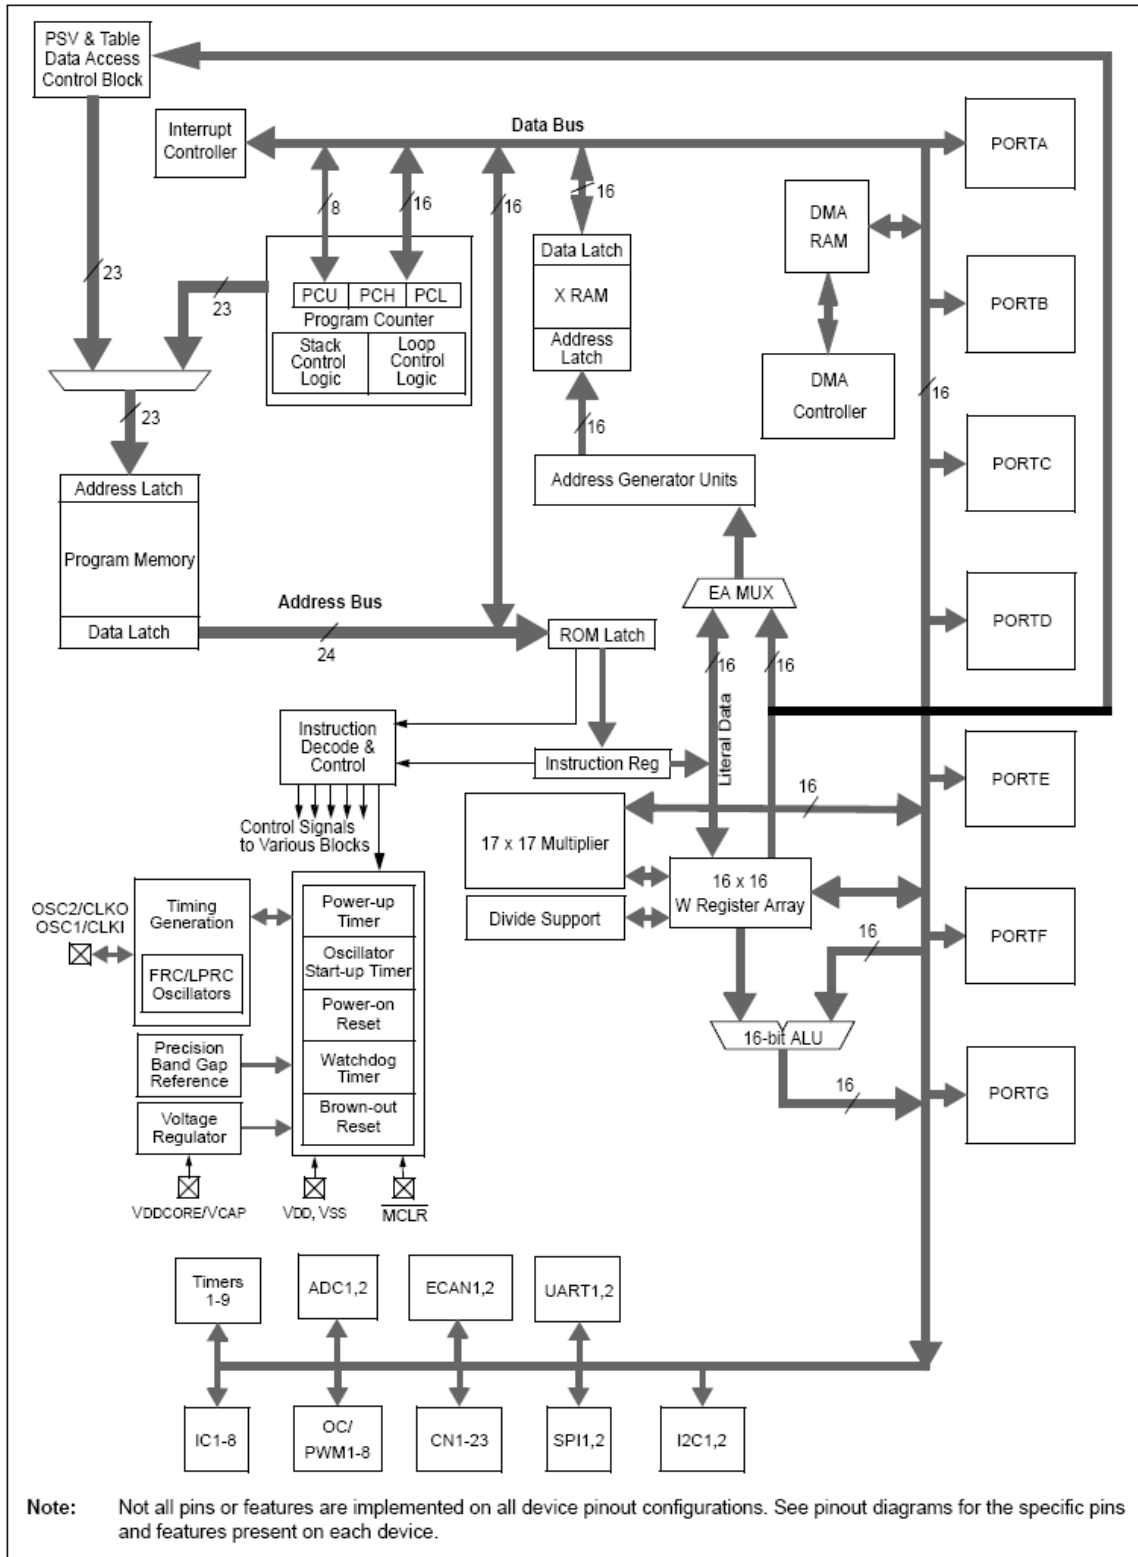 PSV & Table
Data Access
Control Block
Interrupt
Controller
Data Bus
PORTA
8
16
16
16
DMA
RAM
23
23
Data Latch
X RAM
Address
Latch
PCU
PCH
PCL
Program Counter
Stack
Control
Logic
Loop
Control
Logic
PORTB
DMA
Controller
16
23
16
PORTC
Address Latch
Program Memory
Data Latch
Address Generator Units
EA MUX
PORTD
Address Bus
24
ROM Latch
16
16
Literal Data
Instruction
Decode &
Control
Instruction Reg
PORTE
16
Control Signals
to Various Blocks
17 x 17 Multiplier
16 x 16
W Register Array
Divide Support
OSC2/CLKO
OSC1/CLKI
Timing
Generation
FRC/LPRC
Oscillators
Power-up
Timer
Oscillator
Start-up Timer
Power-on
Reset
Watchdog
Timer
Brown-out
Reset
16
PORTF
16-bit ALU
Precision
Band Gap
Reference
Voltage
Regulator
16
PORTG
VDDCORE/VCAP
VDD, VSS
MCLR
Timers
1-9
ADC1,2
ECAN1,2
UART1,2
IC1-8
OC/
PWM1-8
CN1-23
SPI1,2
I2C1,2
Note: Not all pins or features are implemented on all device pinout configurations. See pinout diagrams for the specific pins
and features present on each device.